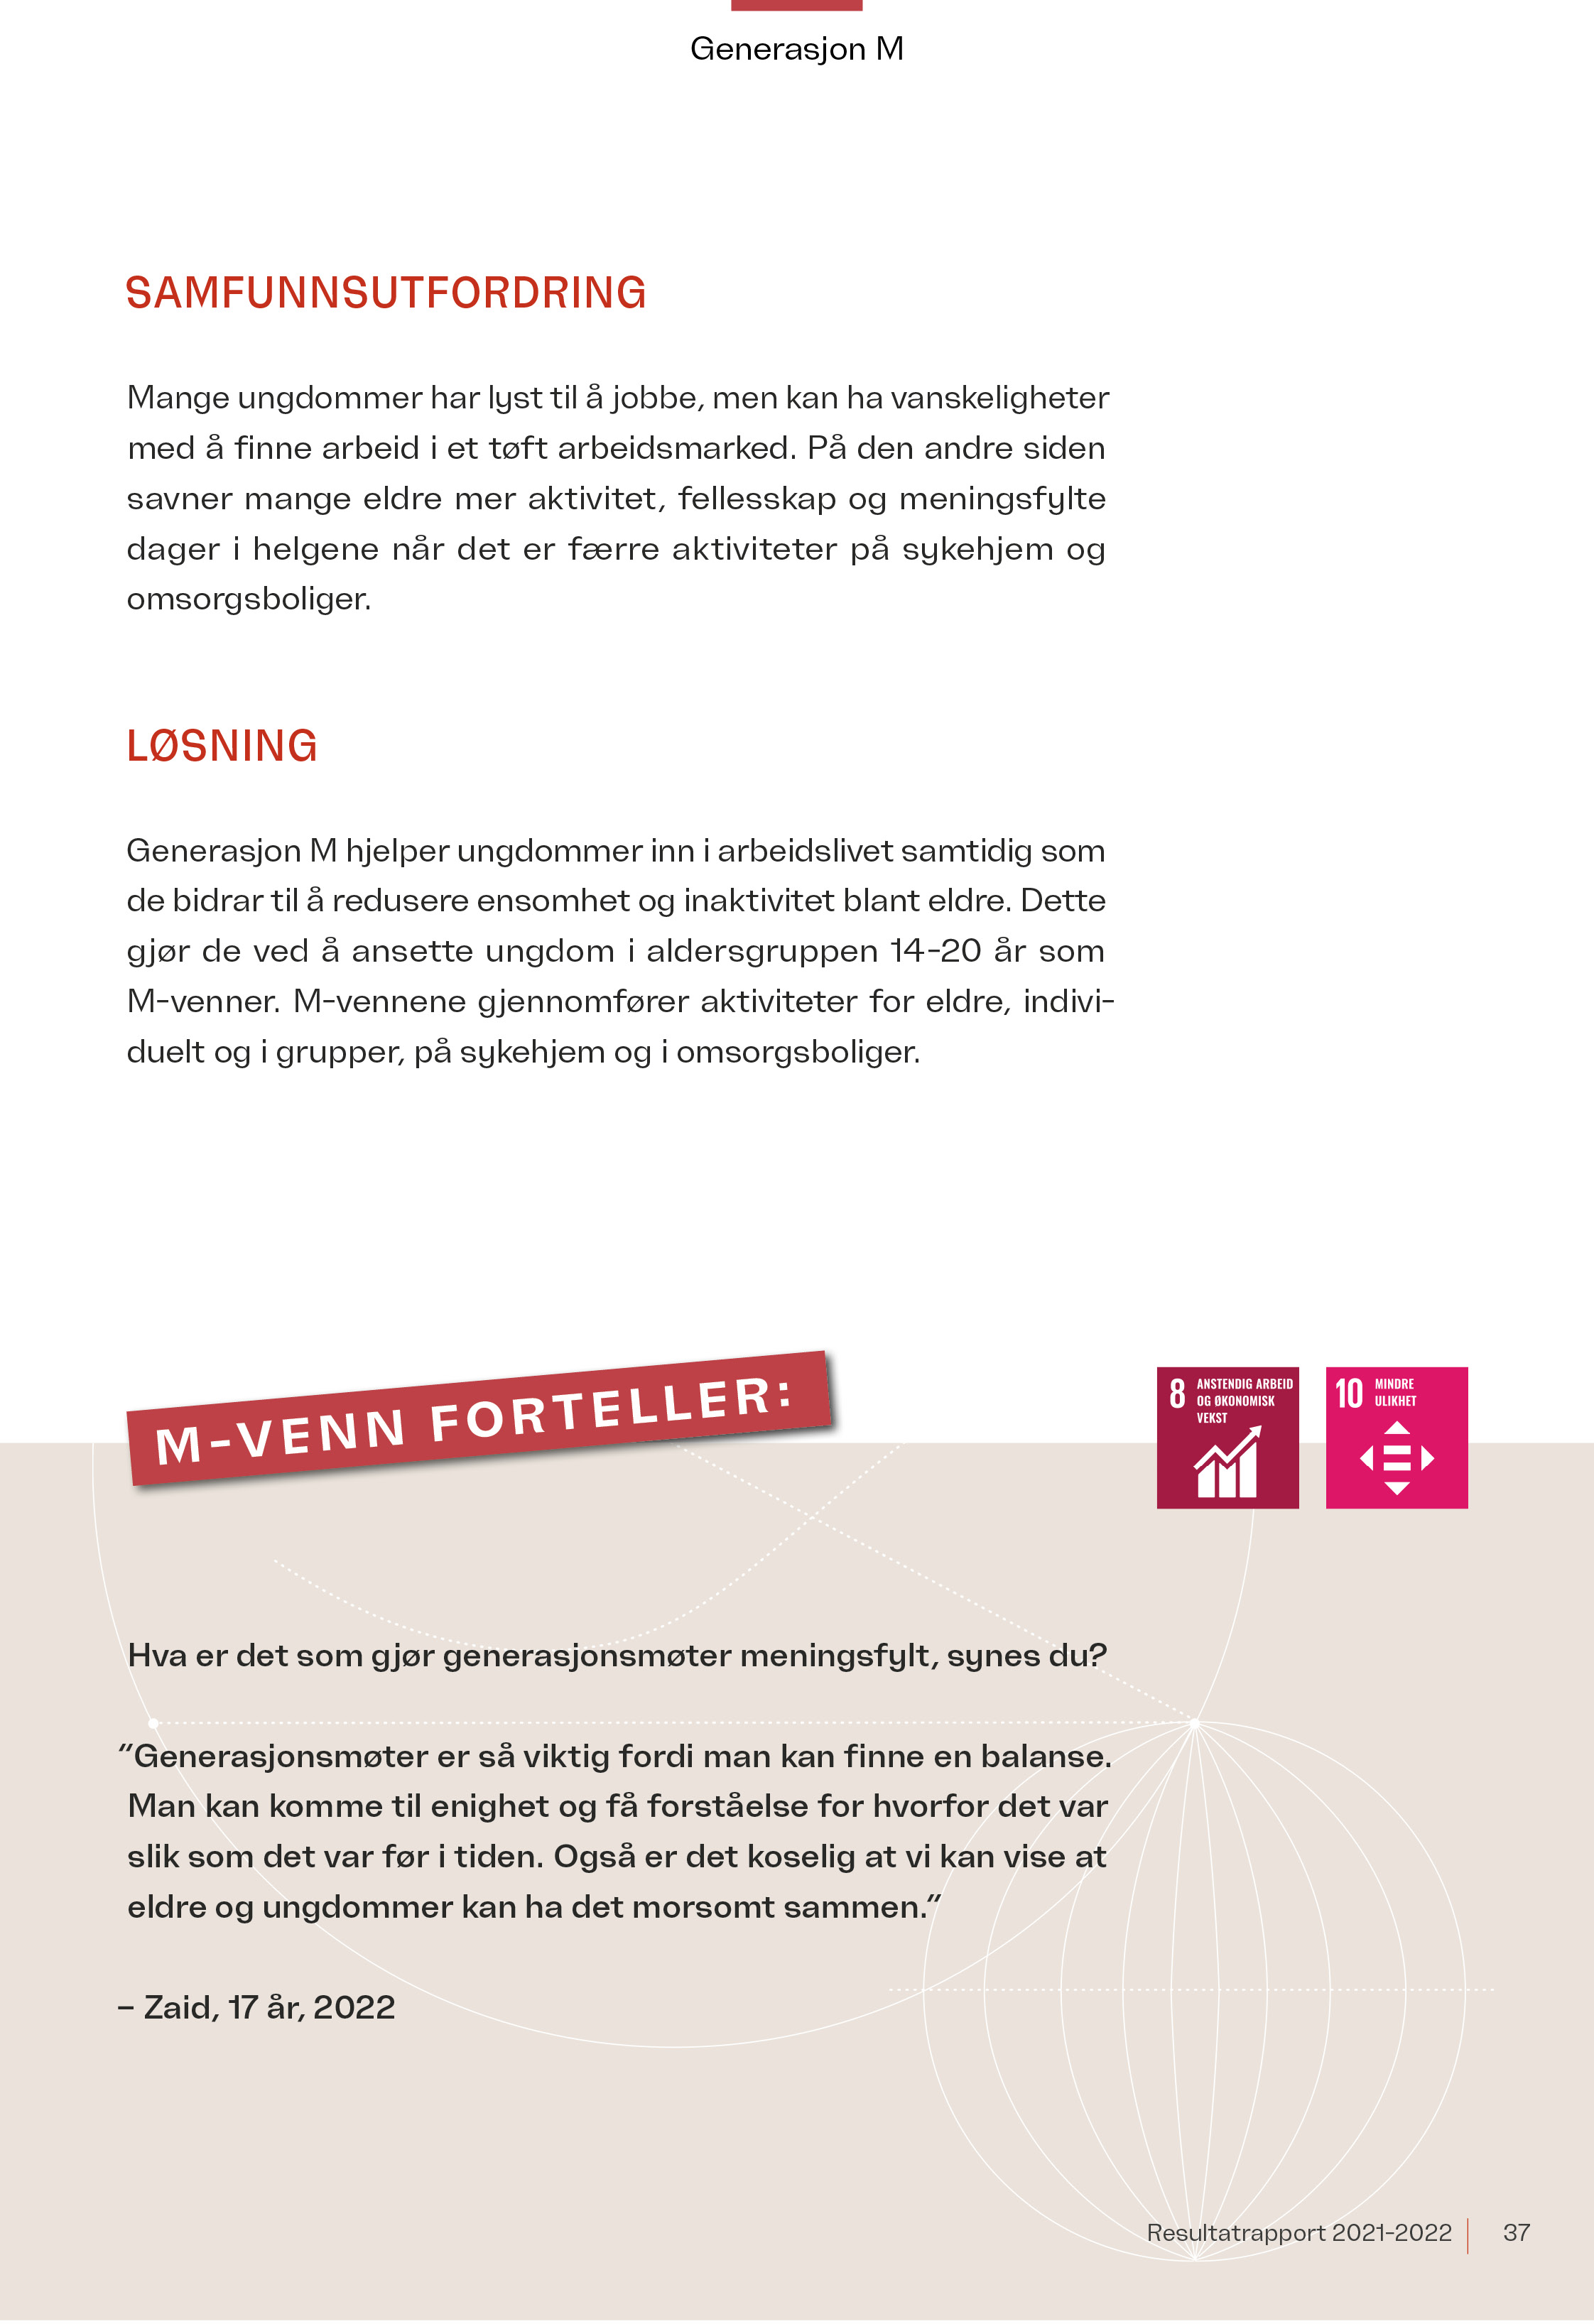 Generasjon M
SAMFUNNSUTFORDRING
Mange ungdommer har lyst til å jobbe, men kan ha vanskeligheter
med å finne arbeid i et tøft arbeidsmarked. På den andre siden
savner mange eldre mer aktivitet, fellesskap og meningsfylte
dager i helgene når det er færre aktiviteter på sykehjem og
omsorgsboliger.
LØSNING
Generasjon M hjelper ungdommer inn i arbeidslivet samtidig som
de bidrar til å redusere ensomhet og inaktivitet blant eldre. Dette
gjør de ved å ansette ungdom i aldersgruppen 14-20 år som
M-venner. M-vennene gjennomfører aktiviteter for eldre, indivi-
duelt og i grupper, på sykehjem og i omsorgsboliger.
M-VENN FORTELLER:
8 ANSTENDIG ARBEID
OG ØKONOMISK
VEKST
10 MINDRE
ULIKHET
Hva er det som gjør generasjonsmøter meningsfylt, synes du?
“Generasjonsmøter er så viktig fordi man kan finne en balanse.
Man kan komme til enighet og få forståelse for hvorfor det var
slik som det var før i tiden. Også er det koselig at vi kan vise at
eldre og ungdommer kan ha det morsomt sammen.”
– Zaid, 17 år, 2022
Resultatrapport 2021-2022 37